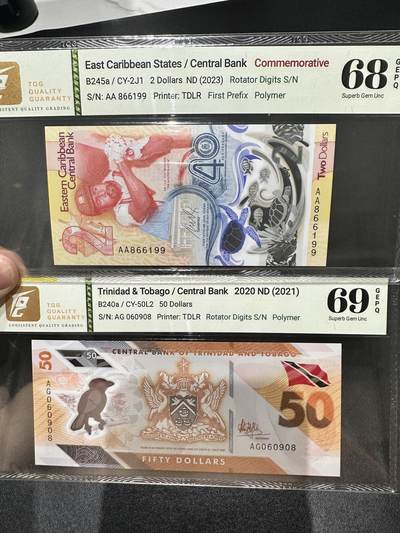 East Caribbean States / Central Bank Commemorative
B245a / CY-2J1 2 Dollars ND (2023) Rotator Digits S/N
S/N: AA 866199 Printer: TDLR First Prefix Polymer
68
GEPQ
Superb Gem Unc
TQG
QUALITY
GUARANTY
CONSISTENT QUALITY GRADING
Eastern Caribbean
Central Bank
40
Two Dollars
2
AA866199
AA866199
Trinidad & Tobago / Central Bank 2020 ND (2021)
B240a / CY-50L2 50 Dollars
S/N: AG 060908 Printer: TDLR Rotator Digits S/N Polymer
69
GEPQ
Superb Gem Unc
TQG
QUALITY
GUARANTY
CONSISTENT QUALITY GRADING
50
50
CENTRAL BANK OF TRINIDAD AND TOBAGO
AG060908
50
AG060908
FIFTY DOLLARS